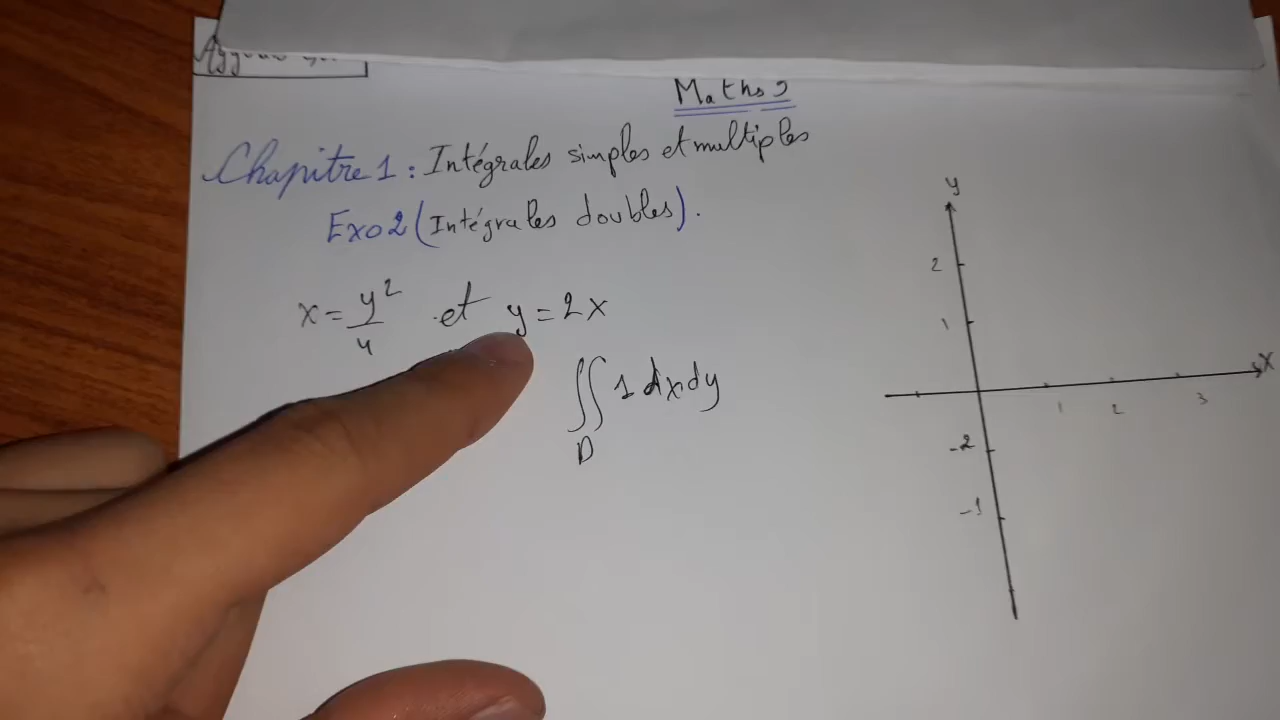 Maths 3
Chapitre 1 : Intégrales simples et multiples
Exo 2 (Intégrales doubles).
x = y²/4 et y = 2x
∬ 1 dx dy
D
y
2
1
x
1 2 3
-2
-1